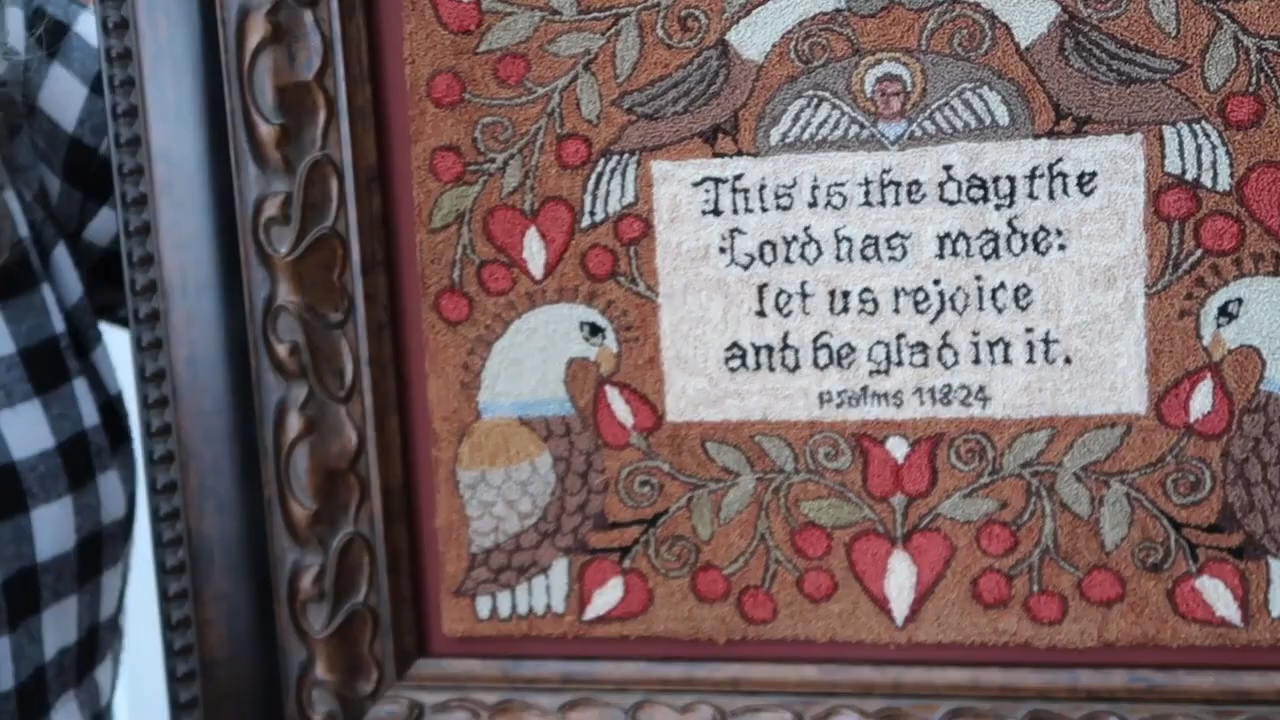 This is the day the
Lord has made:
let us rejoice
and be glad in it.
psalms 118:24